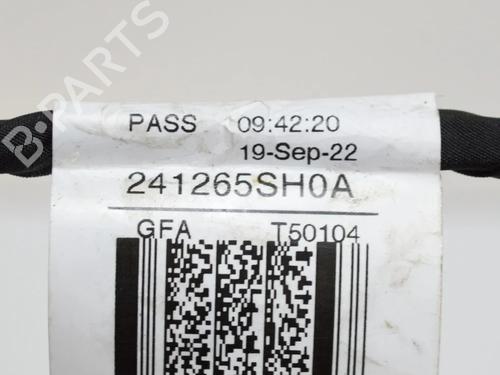 PASS 09:42:20
19-Sep-22
241265SH0A
GFA T50104
B-PARTS